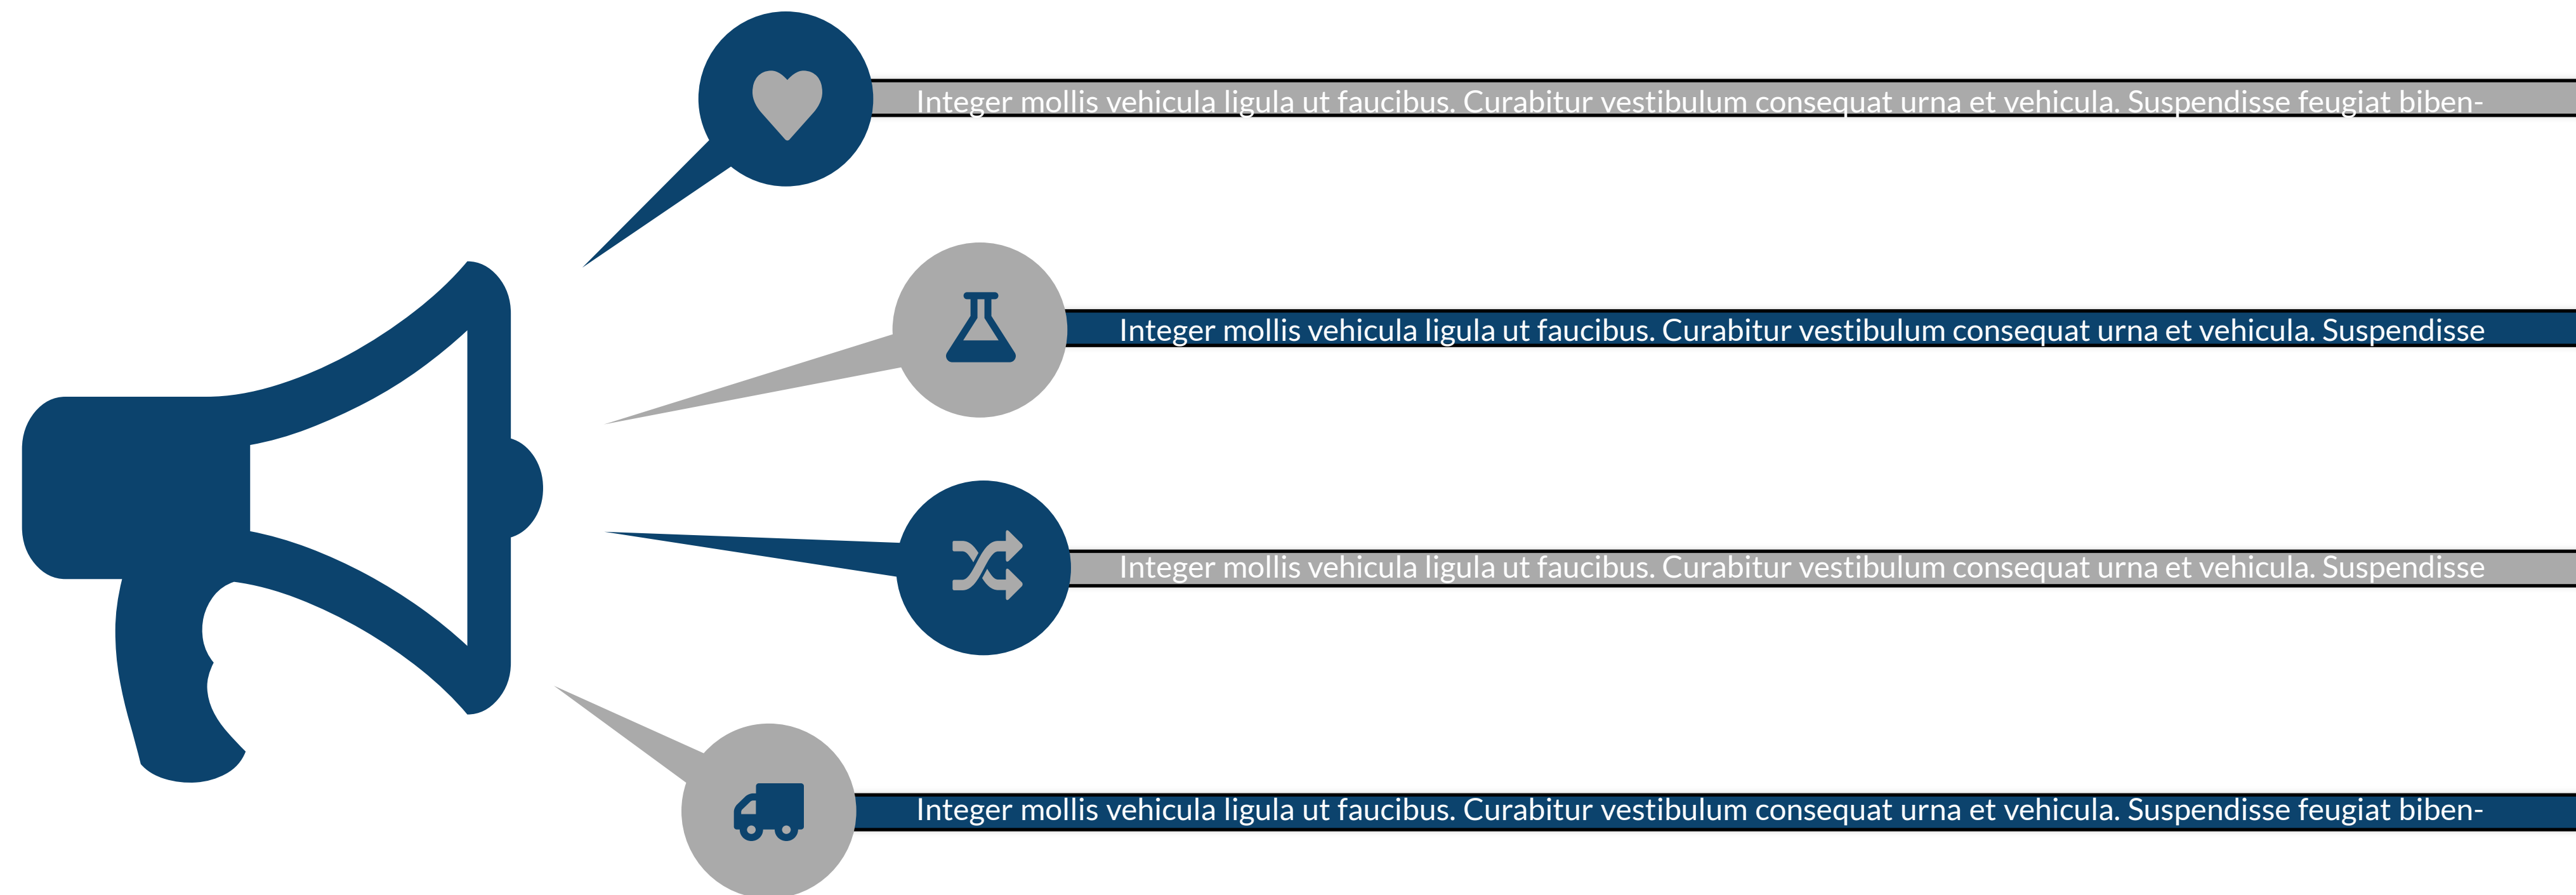 Integer mollis vehicula ligula ut faucibus. Curabitur vestibulum consequat urna et vehicula. Suspendisse feugiat biben-
Integer mollis vehicula ligula ut faucibus. Curabitur vestibulum consequat urna et vehicula. Suspendisse
Integer mollis vehicula ligula ut faucibus. Curabitur vestibulum consequat urna et vehicula. Suspendisse
Integer mollis vehicula ligula ut faucibus. Curabitur vestibulum consequat urna et vehicula. Suspendisse feugiat biben-